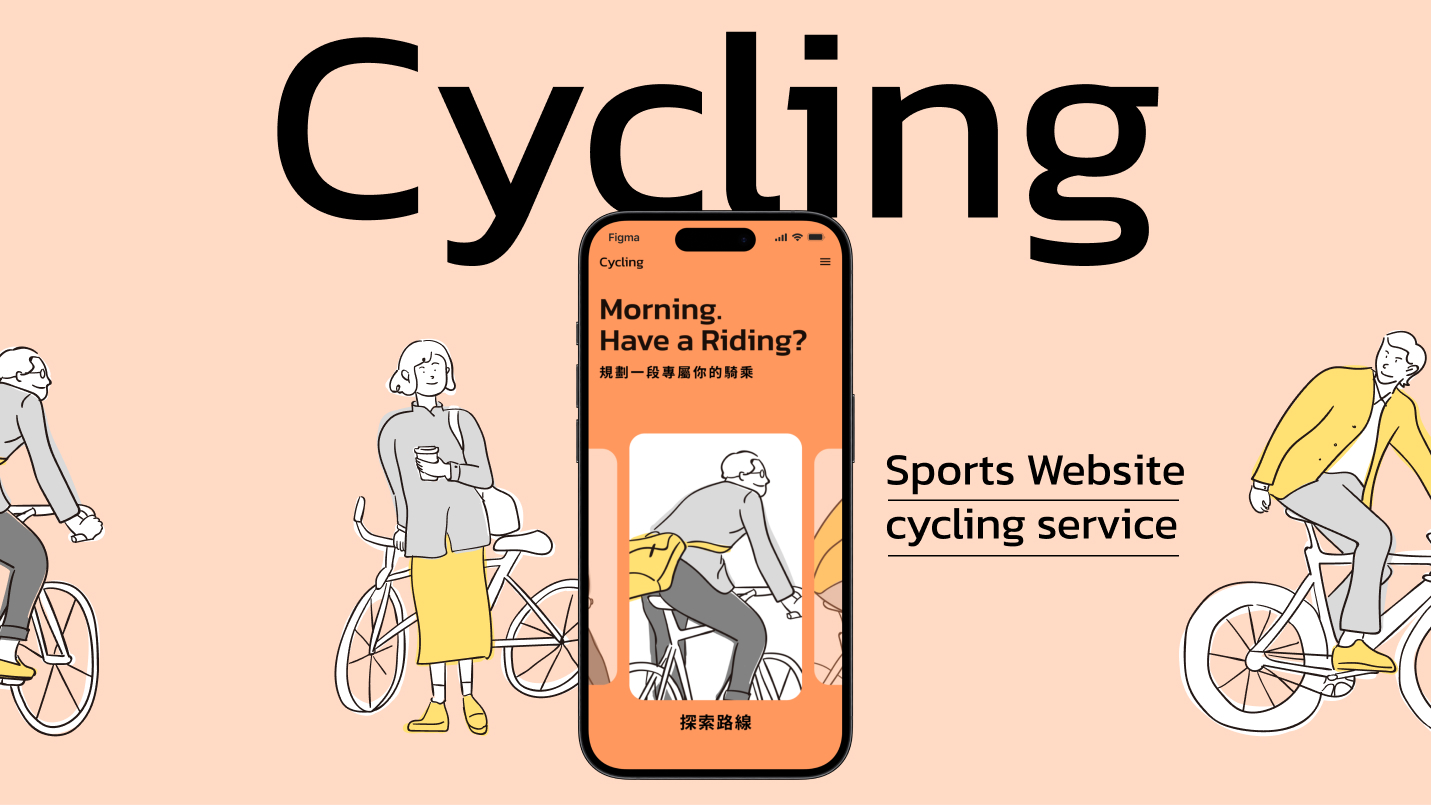 Cycling
Figma
Cycling
Morning.
Have a Riding?
規劃一段專屬你的騎乘
探索路線
Sports Website
cycling service